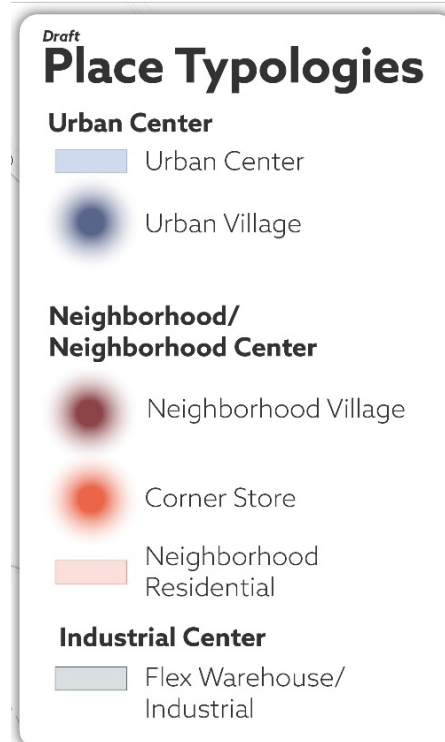 Draft
Place Typologies
Urban Center
Urban Center
Urban Village
Neighborhood/
Neighborhood Center
Neighborhood Village
Corner Store
Neighborhood
Residential
Industrial Center
Flex Warehouse/
Industrial